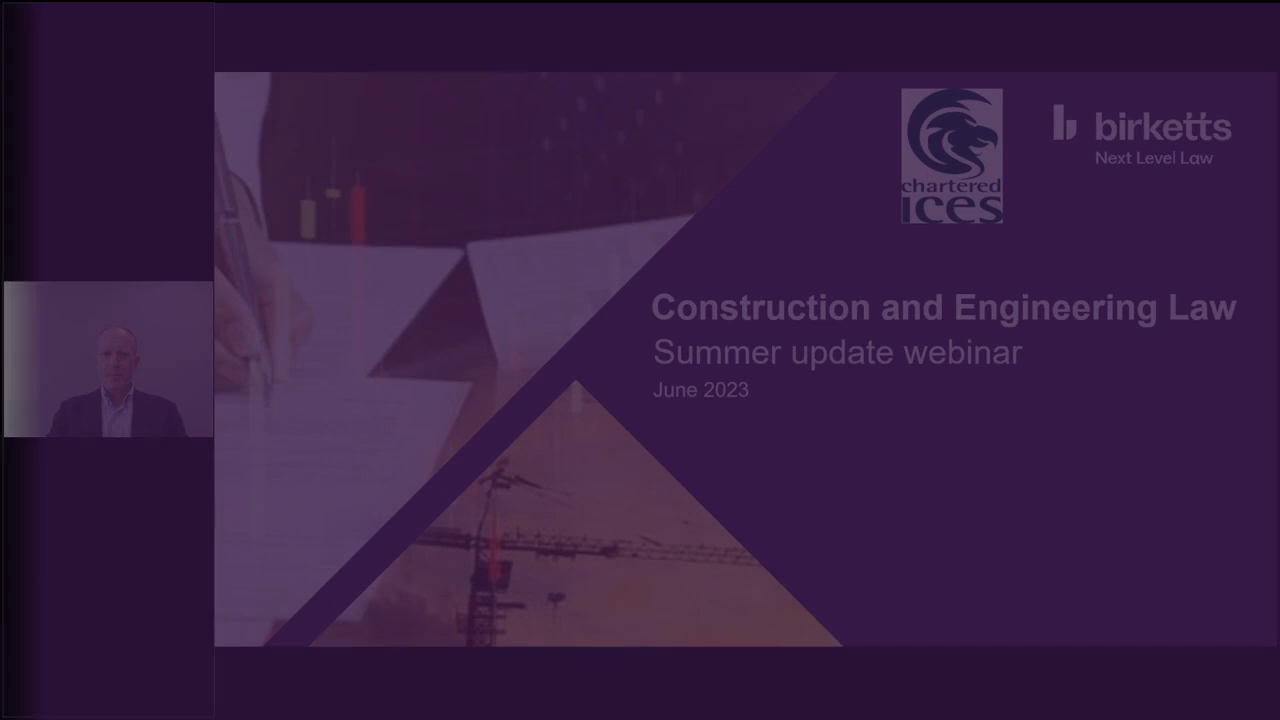 chartered
ices
birketts
Next Level Law
Construction and Engineering Law
Summer update webinar
June 2023